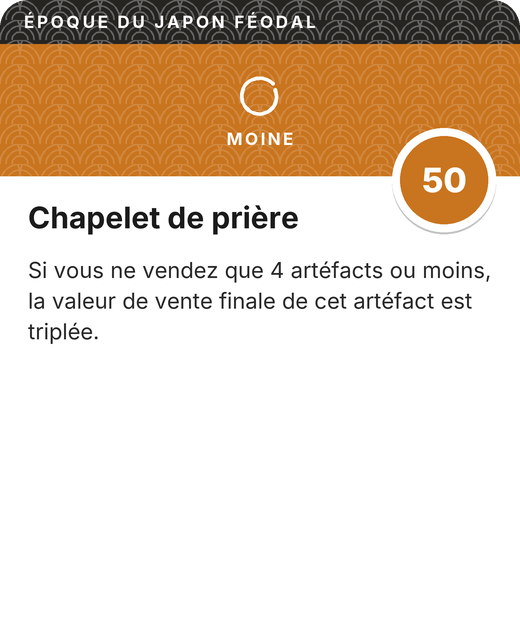 ÉPOQUE DU JAPON FÉODAL
MOINE
50
Chapelet de prière
Si vous ne vendez que 4 artéfacts ou moins,
la valeur de vente finale de cet artéfact est
triplée.